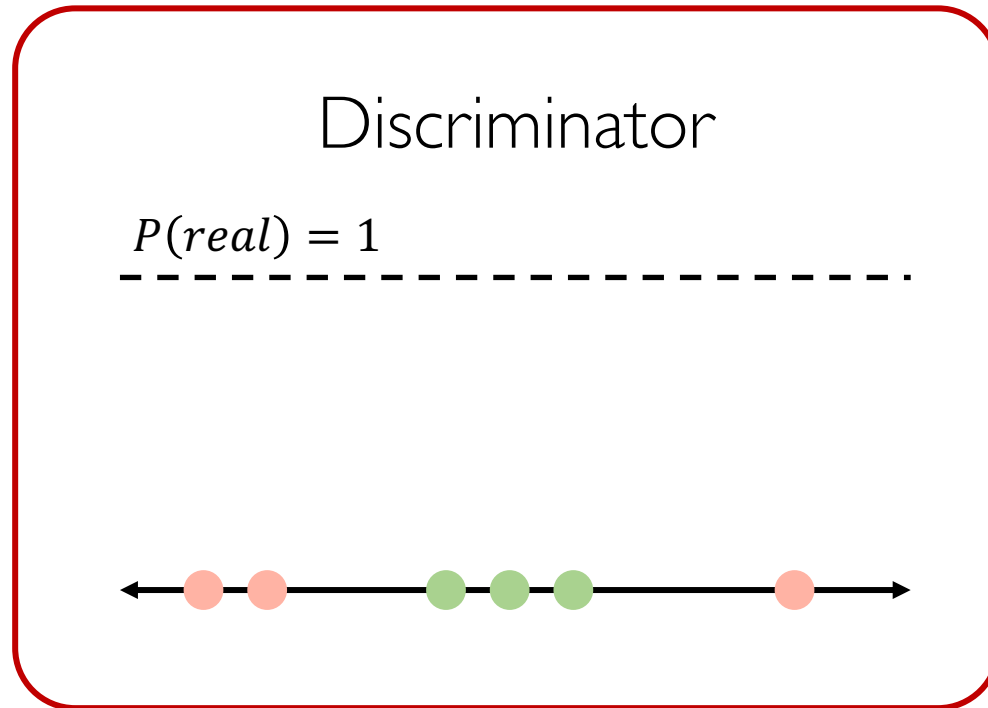 Discriminator
P(real) = 1